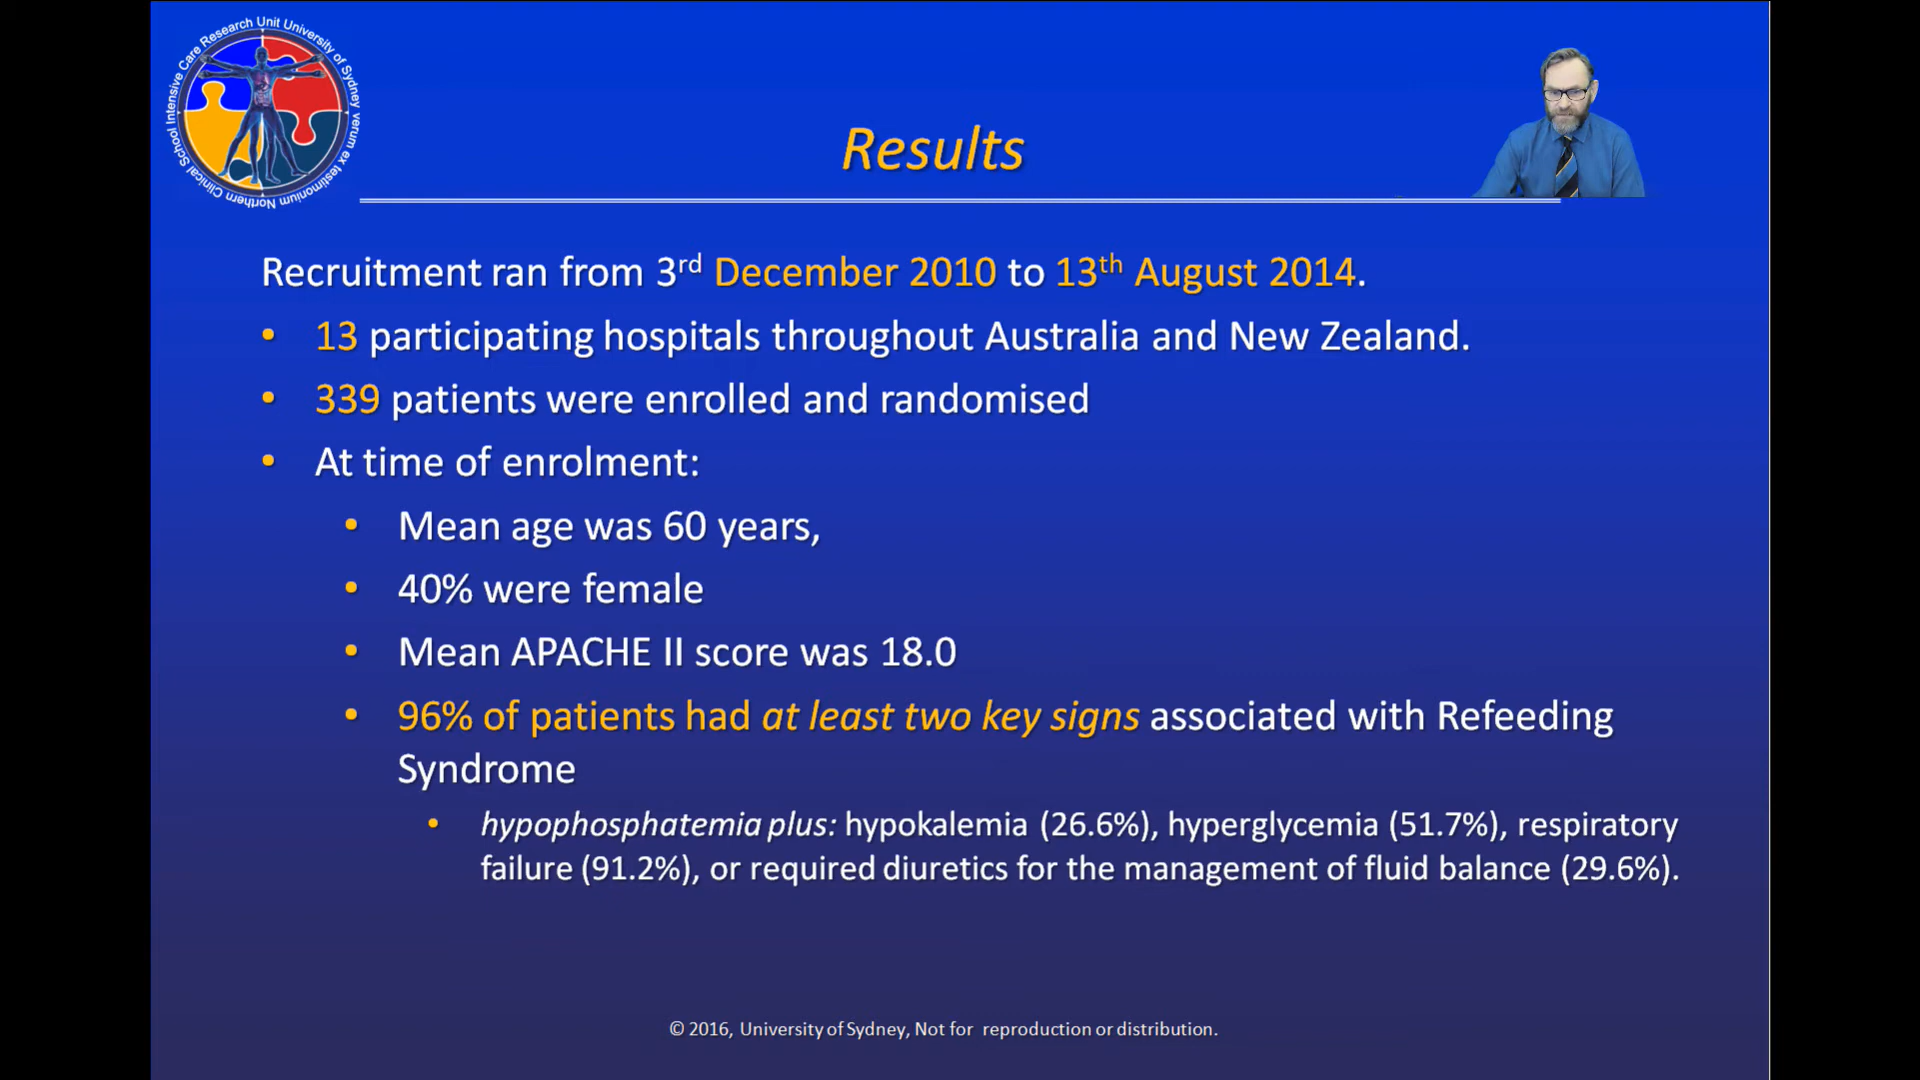 Northern Clinical School Intensive Care Research Unit University of Sydney verum ex testimonium
Results
Recruitment ran from 3rd December 2010 to 13th August 2014.
• 13 participating hospitals throughout Australia and New Zealand.
• 339 patients were enrolled and randomised
• At time of enrolment:
• Mean age was 60 years,
• 40% were female
• Mean APACHE II score was 18.0
• 96% of patients had at least two key signs associated with Refeeding
Syndrome
• hypophosphatemia plus: hypokalemia (26.6%), hyperglycemia (51.7%), respiratory
failure (91.2%), or required diuretics for the management of fluid balance (29.6%).
© 2016, University of Sydney, Not for reproduction or distribution.